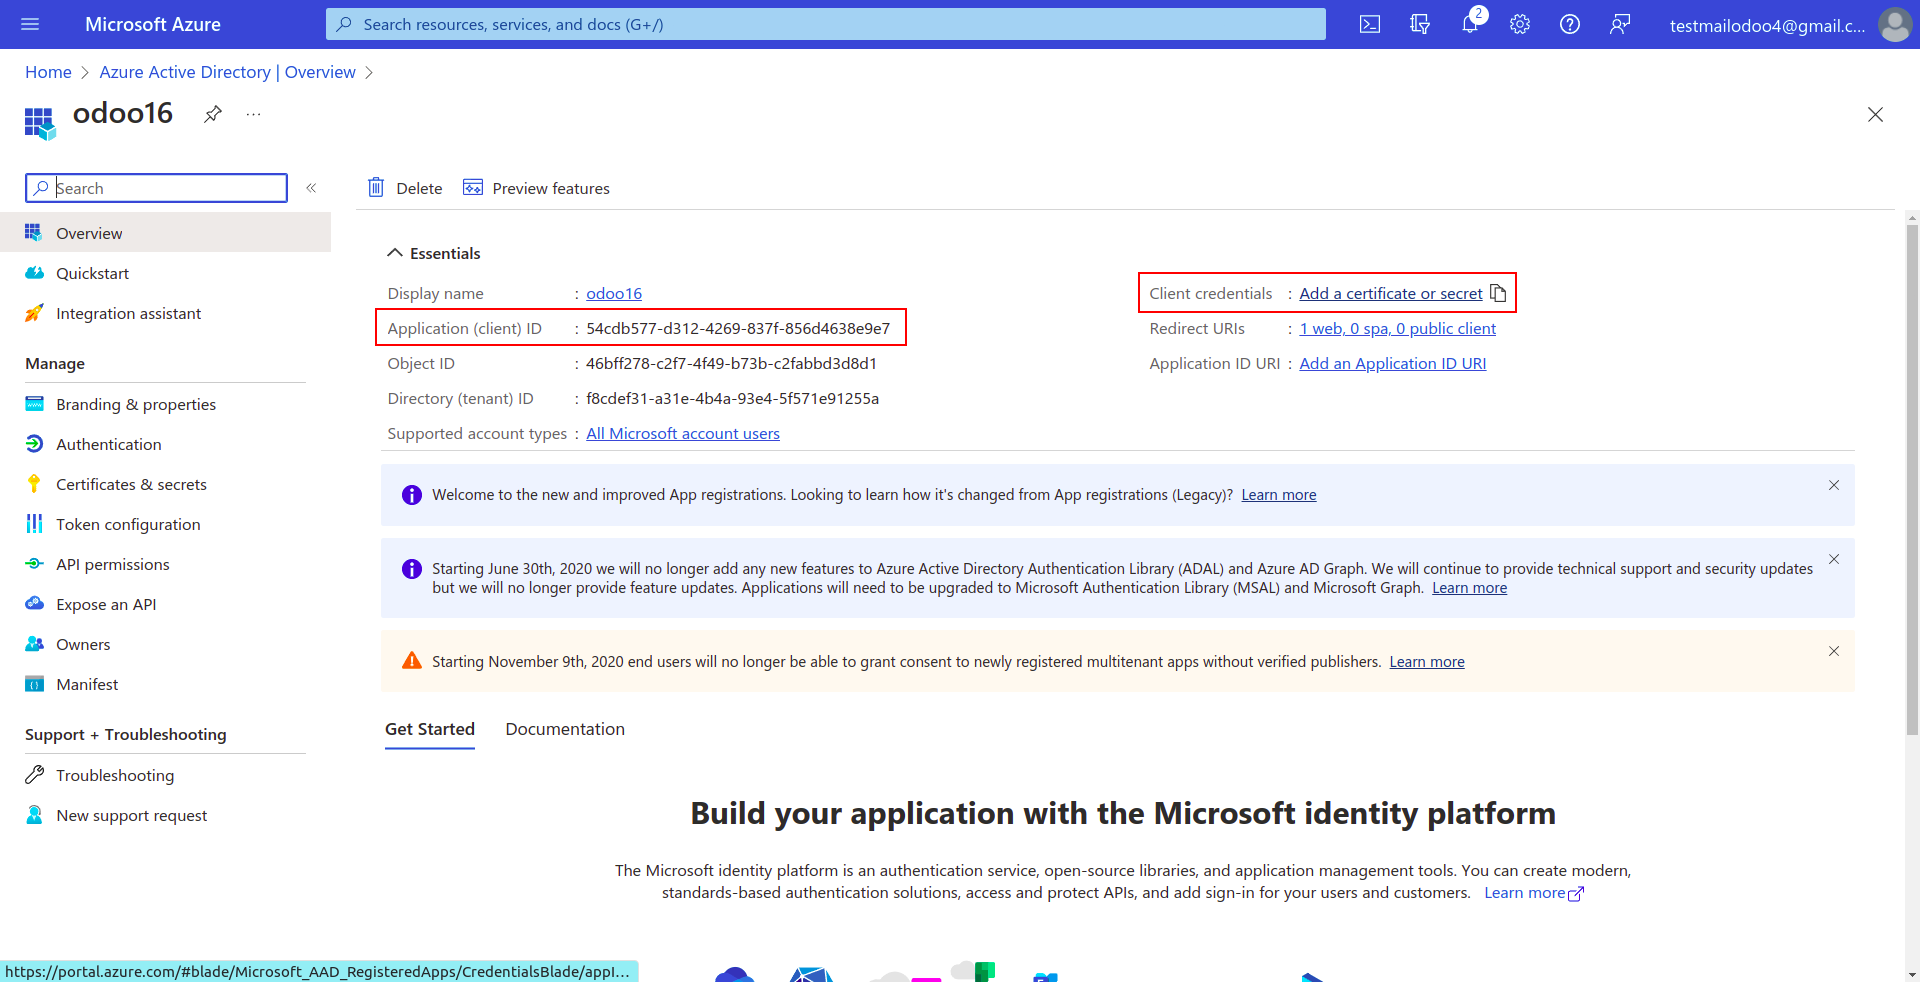 Microsoft Azure
Search resources, services, and docs (G+/)
2
testmailodoo4@gmail.c...
Home > Azure Active Directory | Overview >
odoo16
...
Search
«
Delete
Preview features
Overview
Quickstart
Integration assistant
Manage
Branding & properties
Authentication
Certificates & secrets
Token configuration
API permissions
Expose an API
Owners
Manifest
Support + Troubleshooting
Troubleshooting
New support request
Essentials
Display name : odoo16
Application (client) ID : 54cdb577-d312-4269-837f-856d4638e9e7
Object ID : 46bff278-c2f7-4f49-b73b-c2fabbd3d8d1
Directory (tenant) ID : f8cdef31-a31e-4b4a-93e4-5f571e91255a
Supported account types : All Microsoft account users
Client credentials : Add a certificate or secret
Redirect URIs : 1 web, 0 spa, 0 public client
Application ID URI : Add an Application ID URI
Welcome to the new and improved App registrations. Looking to learn how it's changed from App registrations (Legacy)? Learn more
Starting June 30th, 2020 we will no longer add any new features to Azure Active Directory Authentication Library (ADAL) and Azure AD Graph. We will continue to provide technical support and security updates
but we will no longer provide feature updates. Applications will need to be upgraded to Microsoft Authentication Library (MSAL) and Microsoft Graph. Learn more
Starting November 9th, 2020 end users will no longer be able to grant consent to newly registered multitenant apps without verified publishers. Learn more
Get Started
Documentation
Build your application with the Microsoft identity platform
The Microsoft identity platform is an authentication service, open-source libraries, and application management tools. You can create modern,
standards-based authentication solutions, access and protect APIs, and add sign-in for your users and customers. Learn more
https://portal.azure.com/#blade/Microsoft_AAD_RegisteredApps/CredentialsBlade/appI...